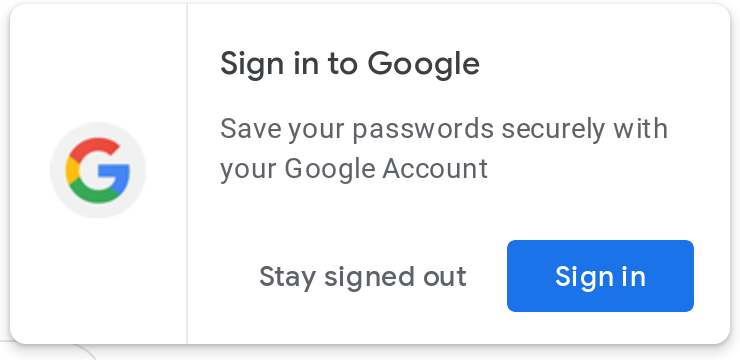 Sign in to Google
Save your passwords securely with
your Google Account
Stay signed out
Sign in